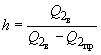 h = Q₂в / (Q₂в − Q₂пр)